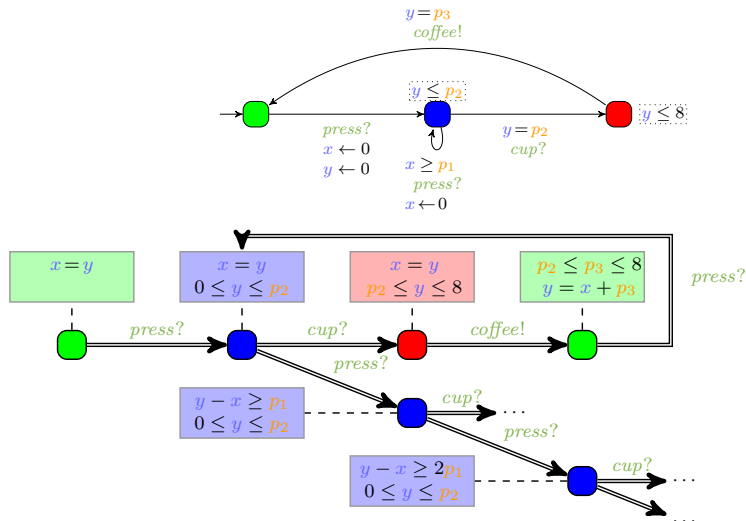 y = p₃
coffee!
y ≤ p₂
y ≤ 8
press?
x ← 0
y ← 0
y = p₂
cup?
x ≥ p₁
press?
x ← 0
x = y
x = y
0 ≤ y ≤ p₂
x = y
p₂ ≤ y ≤ 8
p₂ ≤ p₃ ≤ 8
y = x + p₃
press?
press?
cup?
coffee!
press?
y − x ≥ p₁
0 ≤ y ≤ p₂
cup?
...
press?
y − x ≥ 2p₁
0 ≤ y ≤ p₂
cup?
...
...